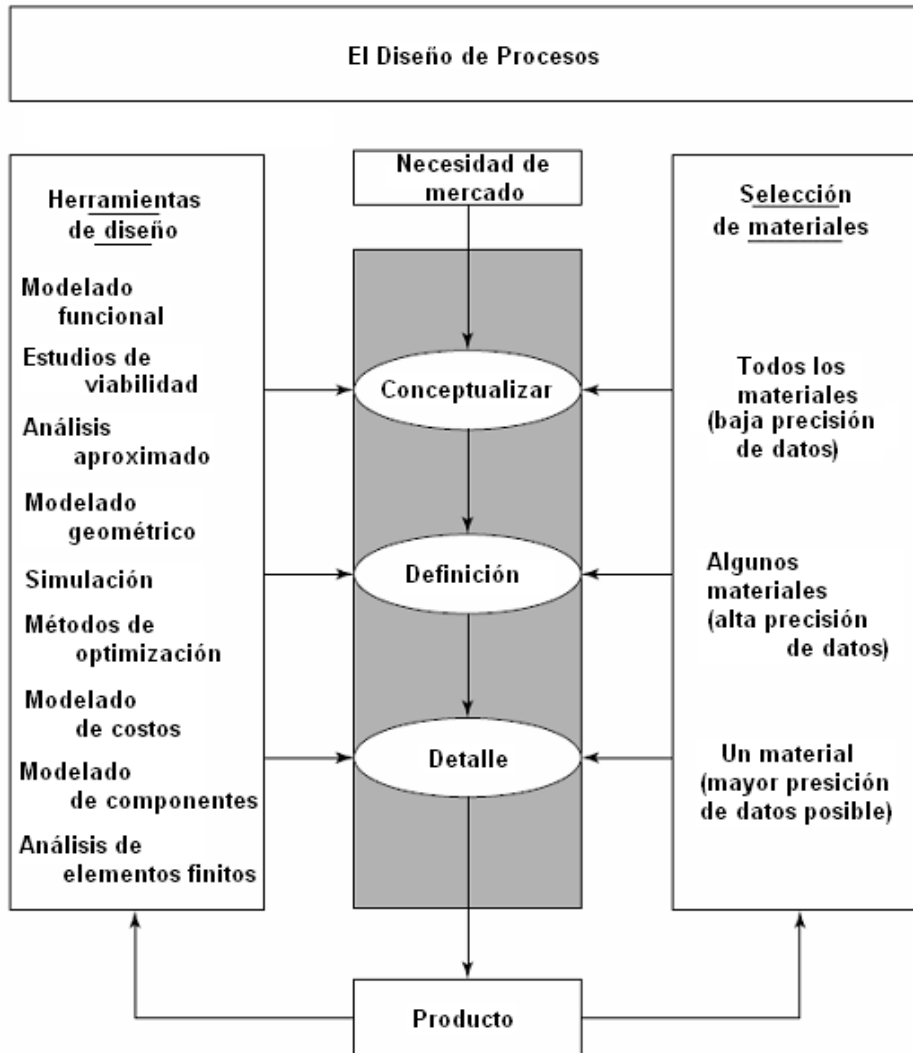 El Diseño de Procesos
Necesidad de
mercado
Herramientas
de diseño
Modelado
funcional
Estudios de
viabilidad
Análisis
aproximado
Modelado
geométrico
Simulación
Métodos de
optimización
Modelado
de costos
Modelado
de componentes
Análisis de
elementos finitos
Conceptualizar
Definición
Detalle
Producto
Selección
de materiales
Todos los
materiales
(baja precisión
de datos)
Algunos
materiales
(alta precisión
de datos)
Un material
(mayor presición
de datos posible)